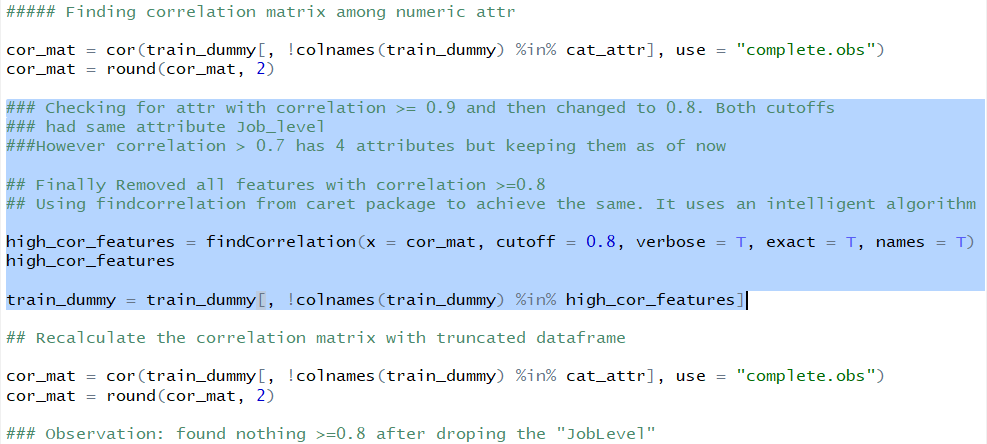 ##### Finding correlation matrix among numeric attr
cor_mat = cor(train_dummy[, !colnames(train_dummy) %in% cat_attr], use = "complete.obs")
cor_mat = round(cor_mat, 2)
### Checking for attr with correlation >= 0.9 and then changed to 0.8. Both cutoffs
### had same attribute Job_level
###However correlation > 0.7 has 4 attributes but keeping them as of now
## Finally Removed all features with correlation >=0.8
## Using findcorrelation from caret package to achieve the same. It uses an intelligent algorithm
high_cor_features = findCorrelation(x = cor_mat, cutoff = 0.8, verbose = T, exact = T, names = T)
high_cor_features
train_dummy = train_dummy[, !colnames(train_dummy) %in% high_cor_features]
## Recalculate the correlation matrix with truncated dataframe
cor_mat = cor(train_dummy[, !colnames(train_dummy) %in% cat_attr], use = "complete.obs")
cor_mat = round(cor_mat, 2)
### Observation: found nothing >=0.8 after droping the "JobLevel"